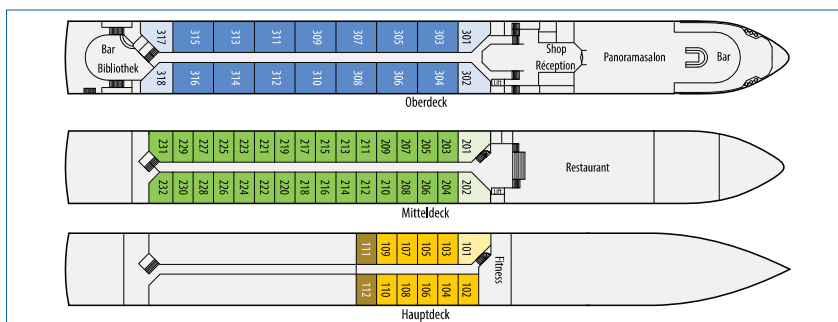 317 315 313 311 309 307 305 303 301
Bar
Bibliothek
Shop
Réception
Panoramasalon
Bar
318 316 314 312 310 308 306 304 302
Oberdeck
231 229 227 225 223 221 219 217 215 211 209 207 205 203 201
Restaurant
232 230 228 226 224 222 220 218 216 214 212 210 208 206 204 202
Mitteldeck
111 109 107 105 103 101
Fitness
112 110 108 106 104 102
Hauptdeck